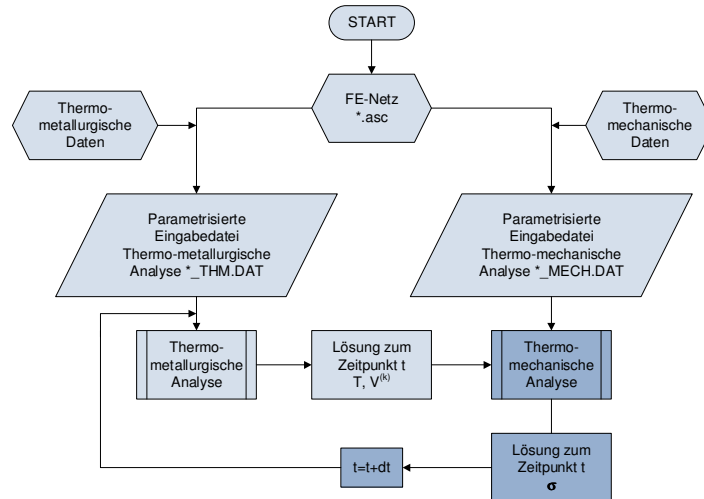 START
FE-Netz
*.asc
Thermo-
metallurgische
Daten
Thermo-
mechanische
Daten
Parametrisierte
Eingabedatei
Thermo-metallurgische
Analyse *_THM.DAT
Parametrisierte
Eingabedatei
Thermo-mechanische
Analyse *_MECH.DAT
Thermo-
metallurgische
Analyse
Lösung zum
Zeitpunkt t
T, V⁽ᵏ⁾
Thermo-
mechanische
Analyse
t=t+dt
Lösung zum
Zeitpunkt t
σ